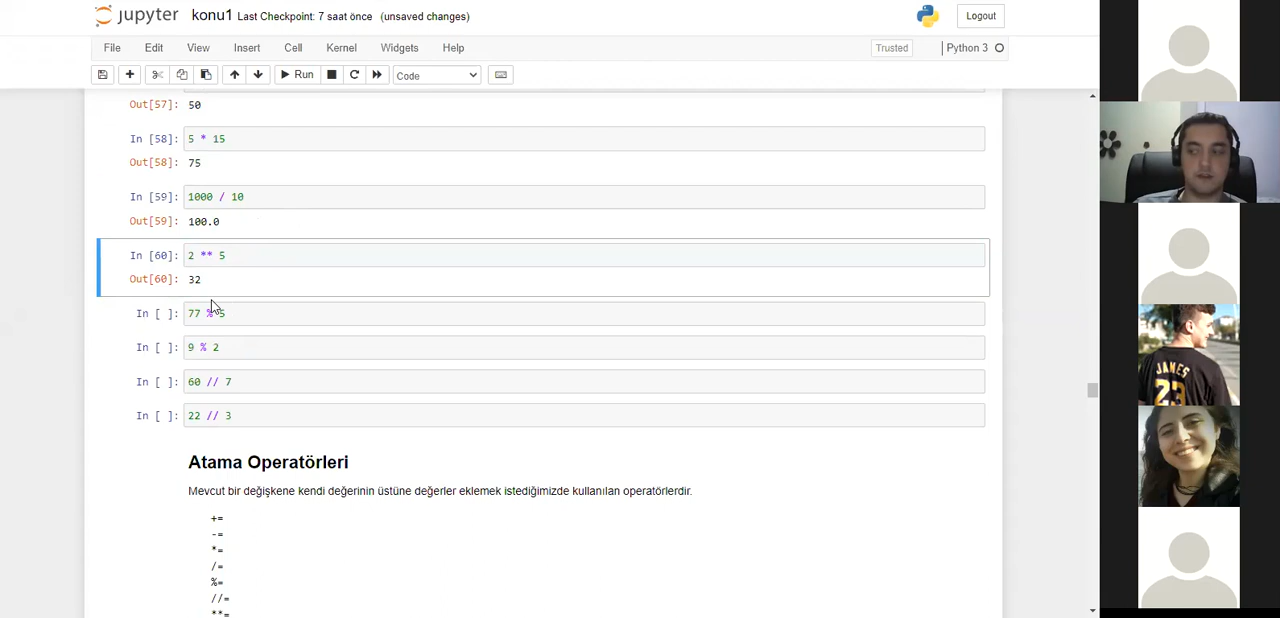 jupyter konu1 Last Checkpoint: 7 saat önce (unsaved changes) Logout
File Edit View Insert Cell Kernel Widgets Help Trusted Python 3
Run Code
Out[57]: 50
In [58]: 5 * 15
Out[58]: 75
In [59]: 1000 / 10
Out[59]: 100.0
In [60]: 2 ** 5
Out[60]: 32
In [ ]: 77 % 5
In [ ]: 9 % 2
In [ ]: 60 // 7
In [ ]: 22 // 3
Atama Operatörleri
Mevcut bir değişkene kendi değerinin üstüne değerler eklemek istediğimizde kullanılan operatörlerdir.
+=
-=
*=
/=
%=
//=
**=
JAMES
23